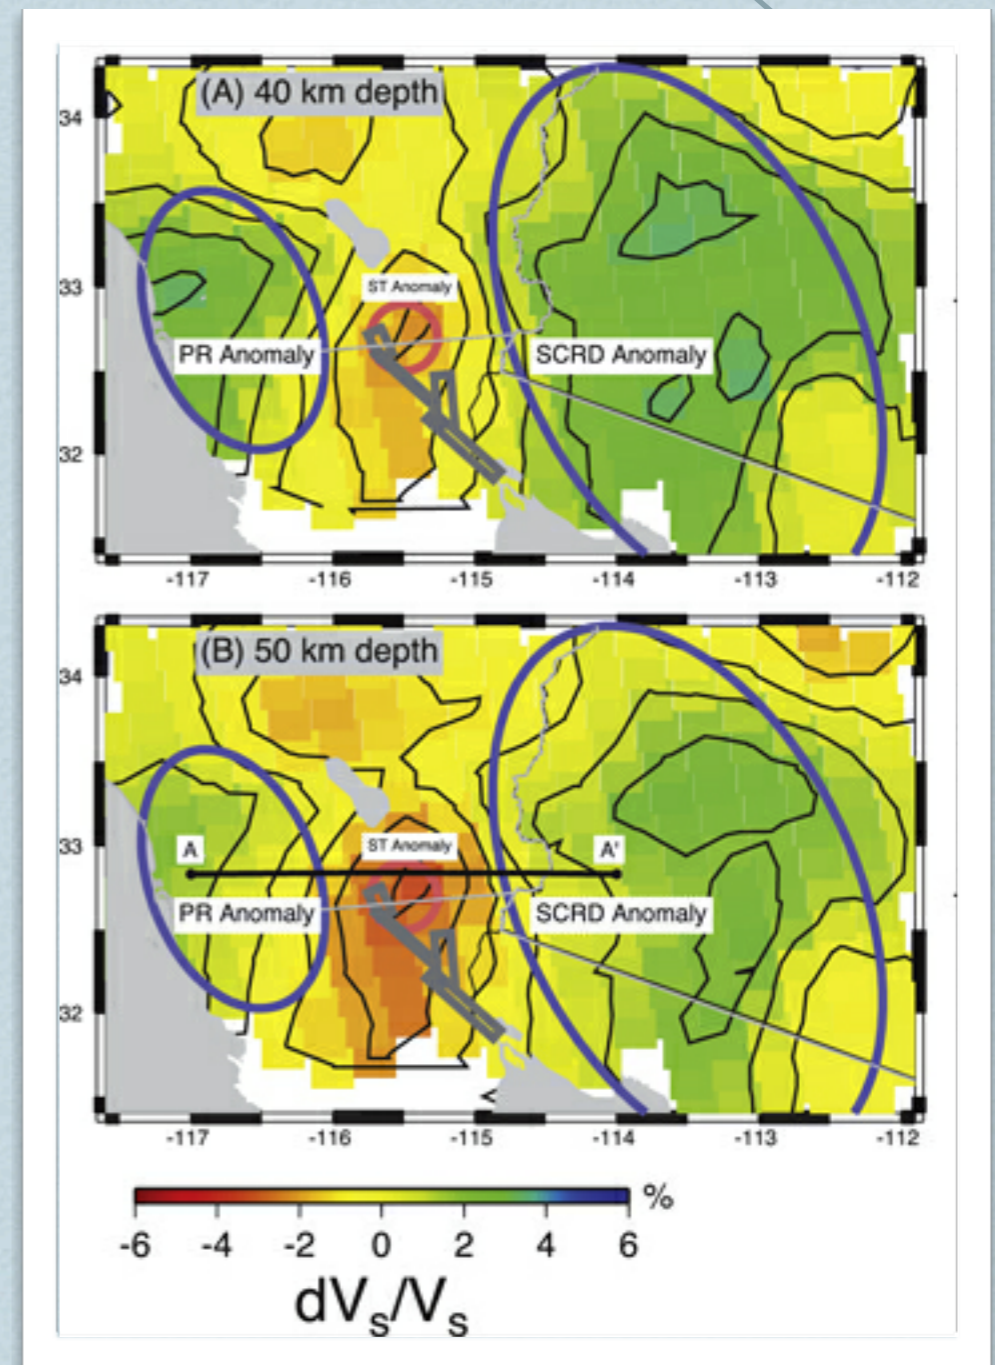 (A) 40 km depth
34
33
32
ST Anomaly
PR Anomaly
SCRD Anomaly
-117 -116 -115 -114 -113 -112
(B) 50 km depth
34
33
32
A
ST Anomaly
A'
PR Anomaly
SCRD Anomaly
-117 -116 -115 -114 -113 -112
%
-6 -4 -2 0 2 4 6
dVs/Vs